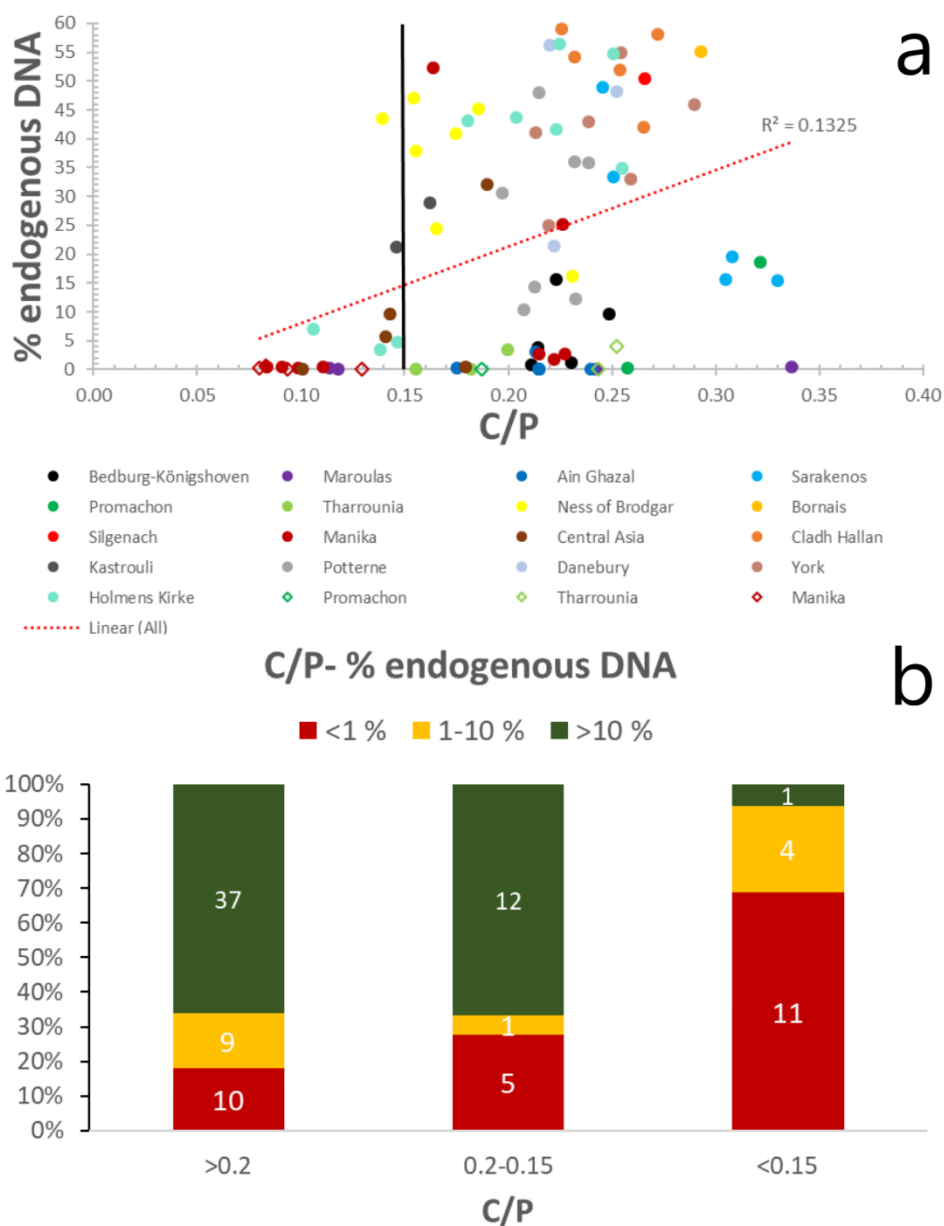 a
60
55
50
45
40
35
30
25
20
15
10
5
0
% endogenous DNA
R² = 0.1325
0.00 0.05 0.10 0.15 0.20 0.25 0.30 0.35 0.40
C/P
Bedburg-Königshoven Maroulas Ain Ghazal Sarakenos
Promachon Tharrounia Ness of Brodgar Bornais
Silgenach Manika Central Asia Cladh Hallan
Kastrouli Potterne Danebury York
Holmens Kirke Promachon Tharrounia Manika
Linear (All)
b
C/P- % endogenous DNA
<1 % 1-10 % >10 %
100%
90%
80%
70%
60%
50%
40%
30%
20%
10%
0%
37 12 1
9 1 4
10 5 11
>0.2 0.2-0.15 <0.15
C/P